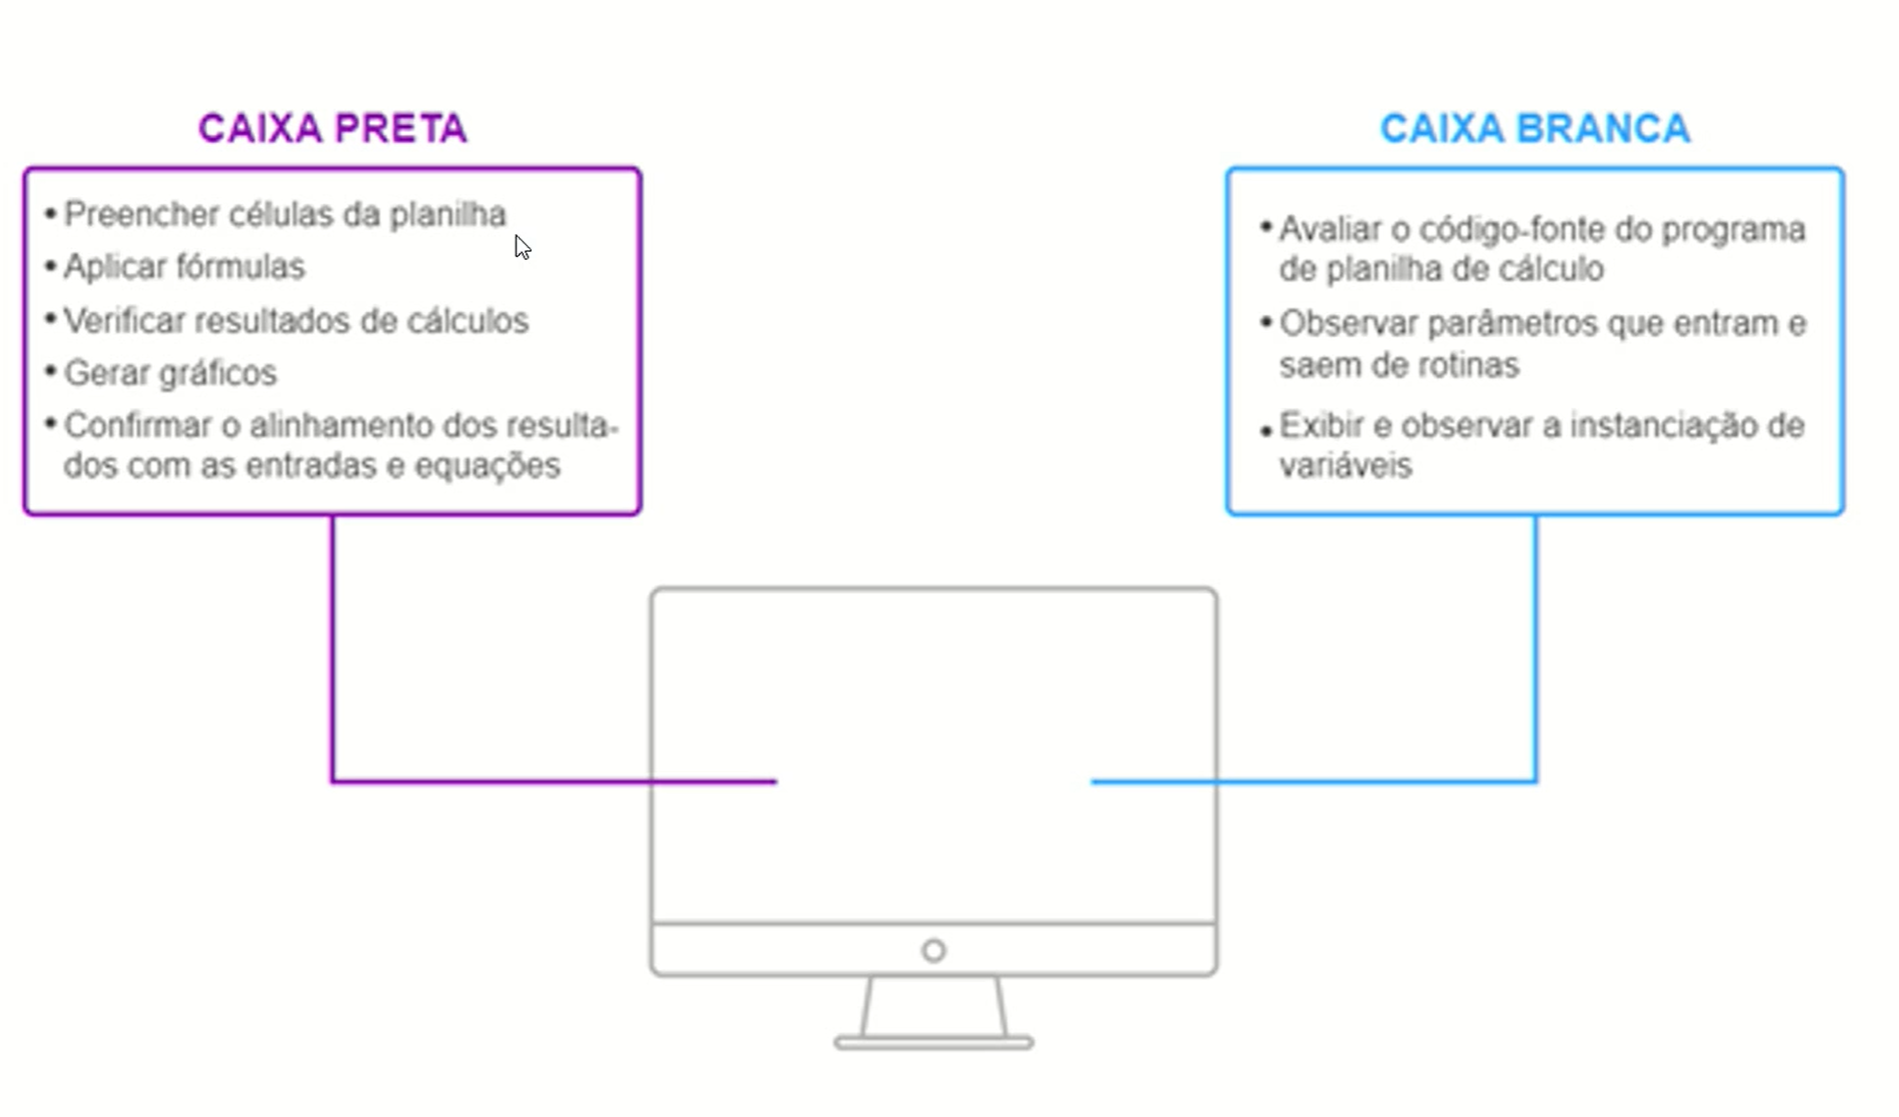 CAIXA PRETA
• Preencher células da planilha
• Aplicar fórmulas
• Verificar resultados de cálculos
• Gerar gráficos
• Confirmar o alinhamento dos resulta-
dos com as entradas e equações
CAIXA BRANCA
• Avaliar o código-fonte do programa
de planilha de cálculo
• Observar parâmetros que entram e
saem de rotinas
• Exibir e observar a instanciação de
variáveis